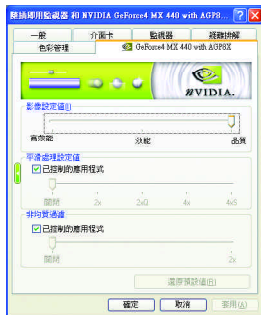 隨插即用監視器 和 NVIDIA GeForce4 MX 440 with AGP8X
一般 介面卡 監視器 疑難排解
色彩管理 GeForce4 MX 440 with AGP8X
NVIDIA.
影像設定值(I)
高效能 效能 品質
平滑處理設定值
已控制的應用程式
關閉 2x 2xQ 4x 4xS
非均質過濾
已控制的應用程式
關閉 2x
還原預設值(R)
確定 取消 套用(A)